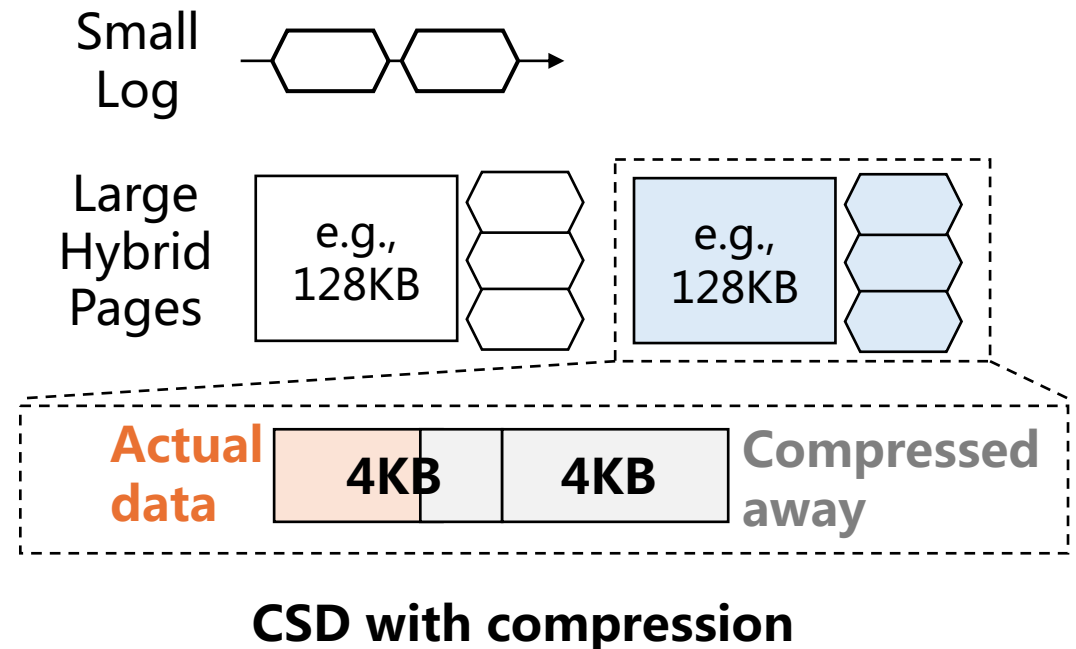 Small
Log
Large
Hybrid
Pages
e.g.,
128KB
e.g.,
128KB
Actual
data
4KB
4KB
Compressed
away
CSD with compression